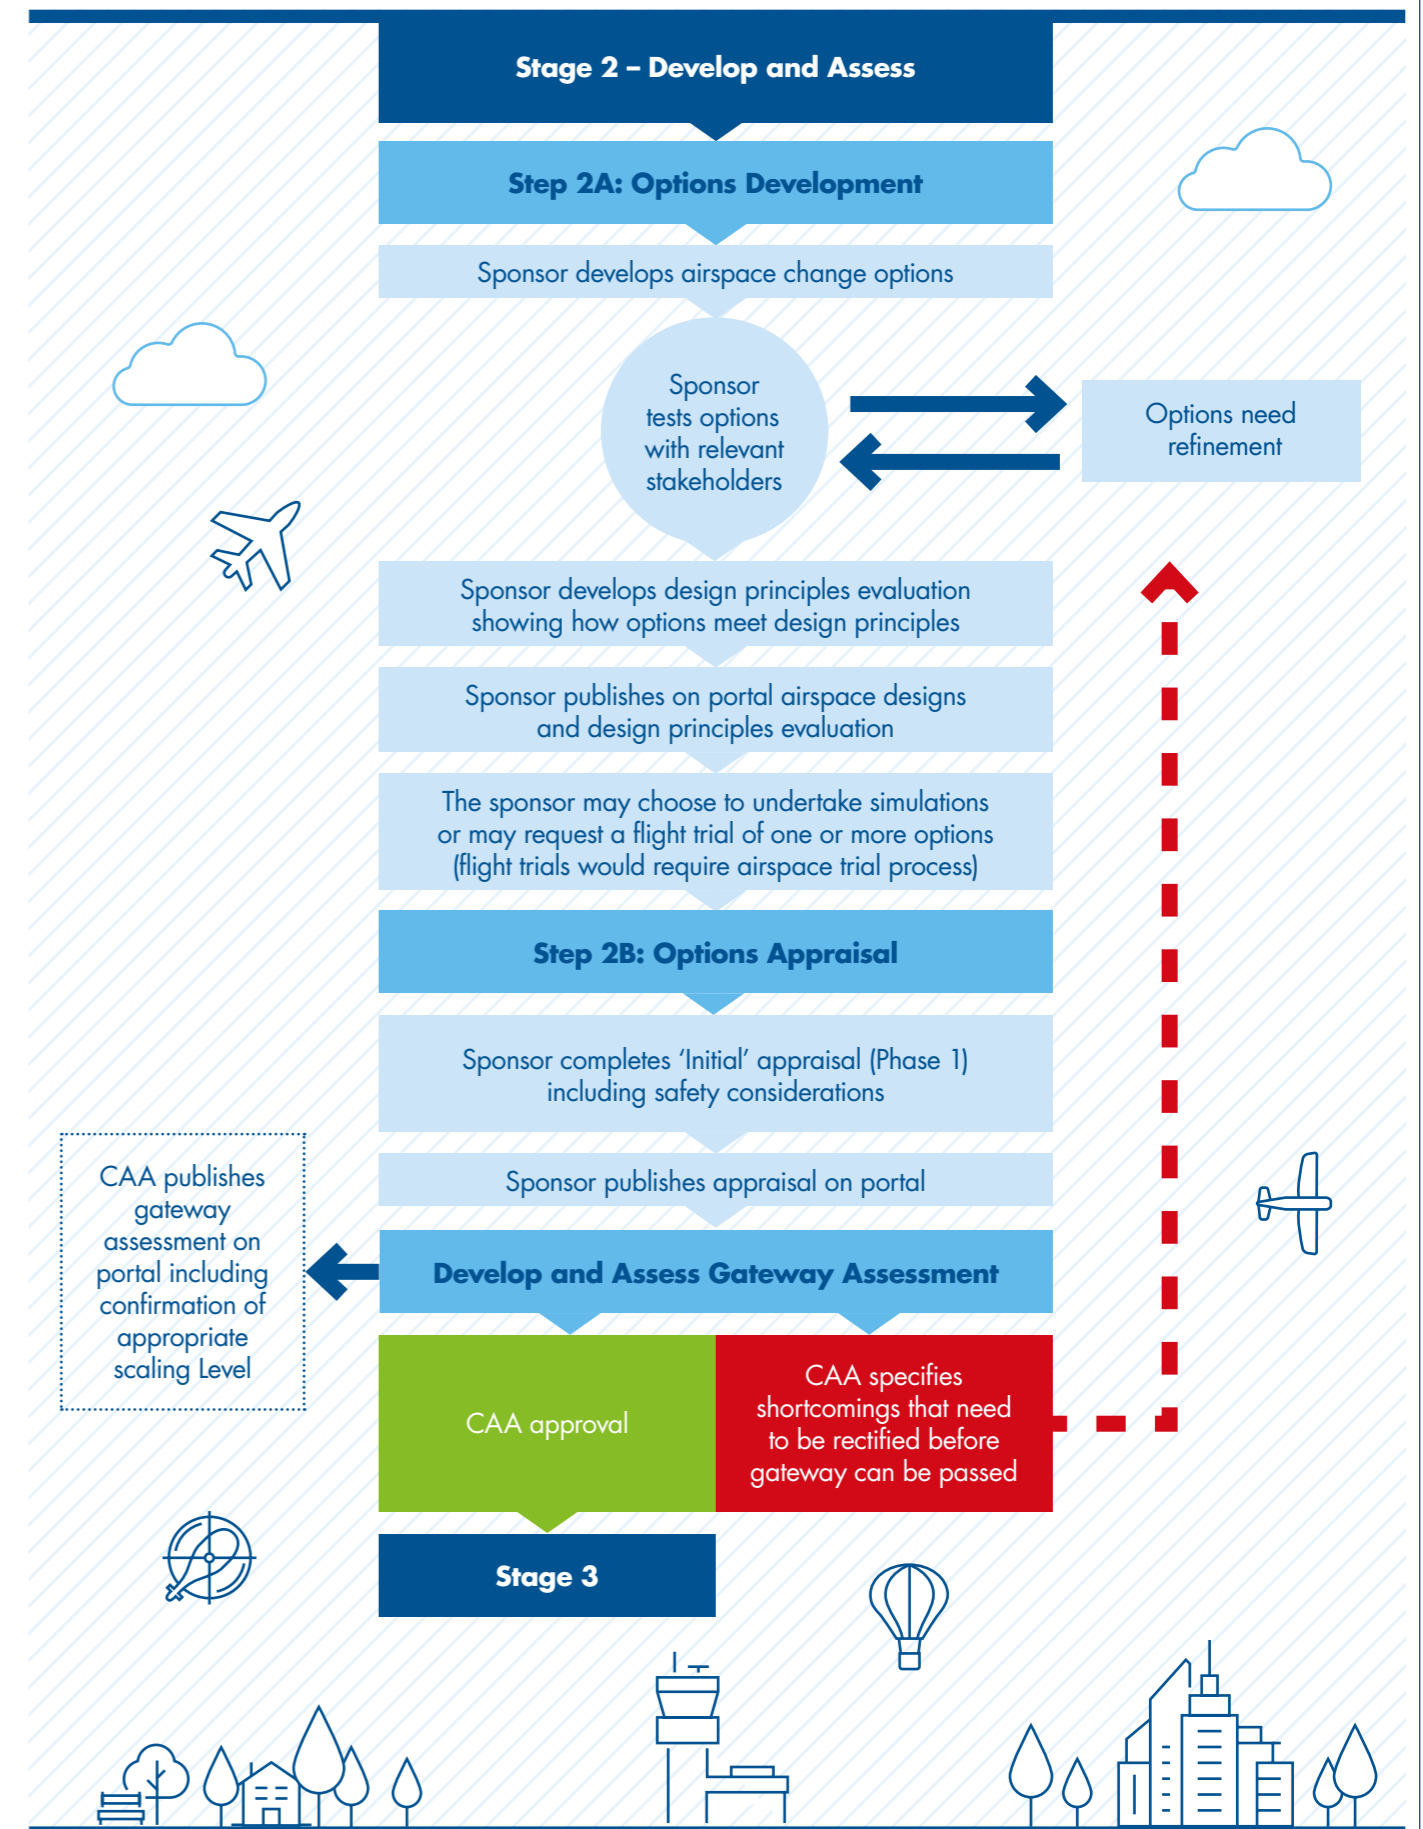 Stage 2 – Develop and Assess
Step 2A: Options Development
Sponsor develops airspace change options
Sponsor
tests options
with relevant
stakeholders
Options need
refinement
Sponsor develops design principles evaluation
showing how options meet design principles
Sponsor publishes on portal airspace designs
and design principles evaluation
The sponsor may choose to undertake simulations
or may request a flight trial of one or more options
(flight trials would require airspace trial process)
Step 2B: Options Appraisal
Sponsor completes ‘Initial’ appraisal (Phase 1)
including safety considerations
Sponsor publishes appraisal on portal
CAA publishes
gateway
assessment on
portal including
confirmation of
appropriate
scaling Level
Develop and Assess Gateway Assessment
CAA approval
CAA specifies
shortcomings that need
to be rectified before
gateway can be passed
Stage 3